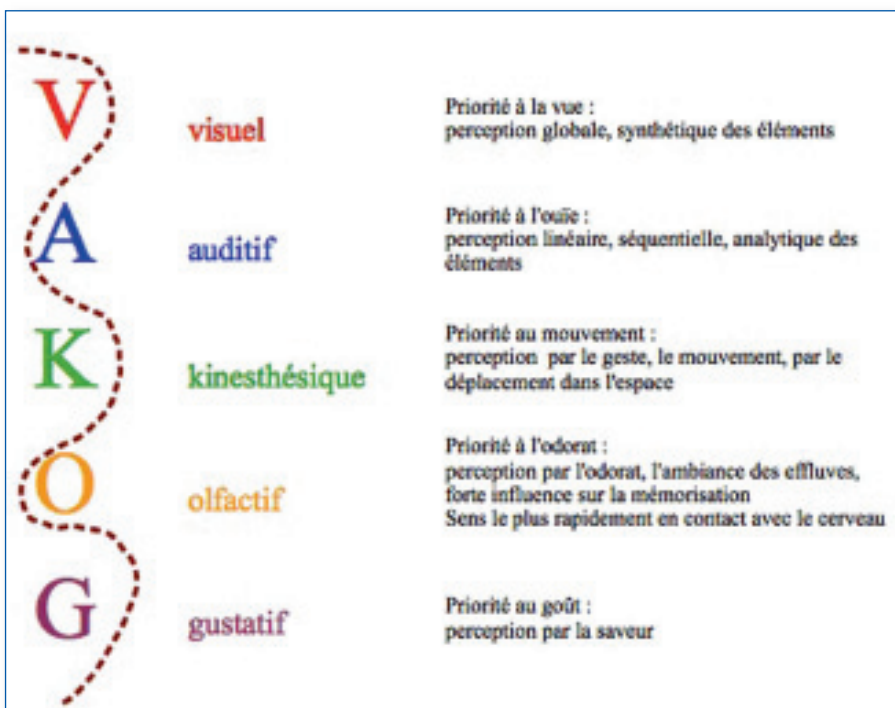 V
visuel
Priorité à la vue :
perception globale, synthétique des éléments
A
auditif
Priorité à l'ouïe :
perception linéaire, séquentielle, analytique des
éléments
K
kinesthésique
Priorité au mouvement :
perception par le geste, le mouvement, par le
déplacement dans l'espace
O
olfactif
Priorité à l'odorat :
perception par l'odorat, l'ambiance des effluves,
forte influence sur la mémorisation
Sens le plus rapidement en contact avec le cerveau
G
gustatif
Priorité au goût :
perception par la saveur